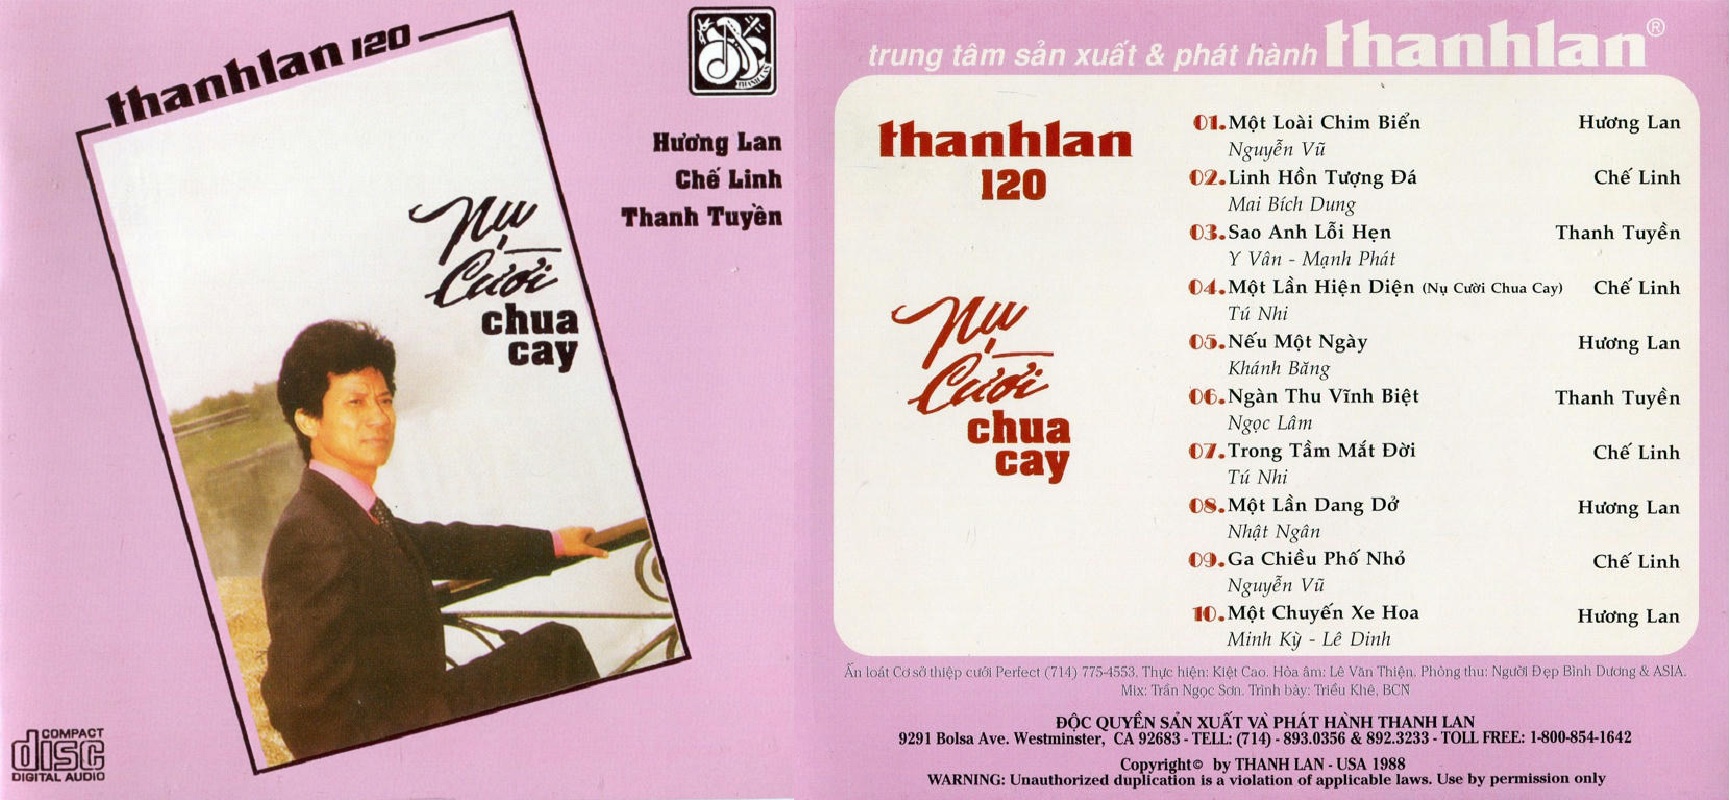 thanhlan 120
THANH LAN
Hương Lan
Chế Linh
Thanh Tuyền
Nụ
Cười
chua
cay
COMPACT
disc
DIGITAL AUDIO
trung tâm sản xuất & phát hành thanhlan®
thanhlan
120
Nụ
Cười
chua
cay
01. Một Loài Chim Biển Hương Lan
Nguyễn Vũ
02. Linh Hồn Tượng Đá Chế Linh
Mai Bích Dung
03. Sao Anh Lỗi Hẹn Thanh Tuyền
Y Vân - Mạnh Phát
04. Một Lần Hiện Diện (Nụ Cười Chua Cay) Chế Linh
Tú Nhi
05. Nếu Một Ngày Hương Lan
Khánh Băng
06. Ngàn Thu Vĩnh Biệt Thanh Tuyền
Ngọc Lâm
07. Trong Tầm Mắt Đời Chế Linh
Tú Nhi
08. Một Lần Dang Dở Hương Lan
Nhật Ngân
09. Ga Chiều Phố Nhỏ Chế Linh
Nguyễn Vũ
10. Một Chuyến Xe Hoa Hương Lan
Minh Kỳ - Lê Dinh
Ấn loát Cơ sở thiệp cưới Perfect (714) 775-4553. Thực hiện: Kiệt Cao. Hòa âm: Lê Văn Thiện. Phòng thu: Người Đẹp Bình Dương & ASIA.
Mix: Trần Ngọc Sơn. Trình bày: Triều Khê, BCN
ĐỘC QUYỀN SẢN XUẤT VÀ PHÁT HÀNH THANH LAN
9291 Bolsa Ave. Westminster, CA 92683 - TELL: (714) - 893.0356 & 892.3233 - TOLL FREE: 1-800-854-1642
Copyright© by THANH LAN - USA 1988
WARNING: Unauthorized duplication is a violation of applicable laws. Use by permission only